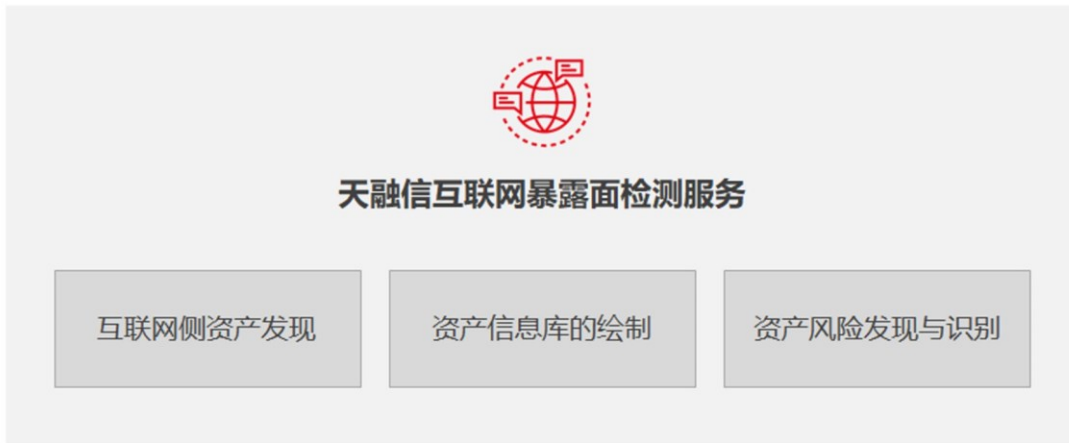 天融信互联网暴露面检测服务
互联网侧资产发现
资产信息库的绘制
资产风险发现与识别